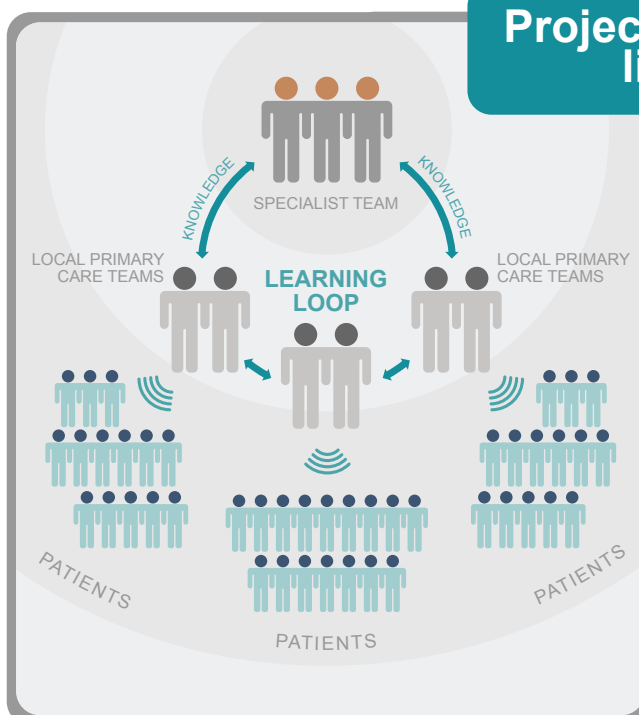 Projec
li
KNOWLEDGE
KNOWLEDGE
SPECIALIST TEAM
LOCAL PRIMARY
CARE TEAMS
LEARNING
LOOP
LOCAL PRIMARY
CARE TEAMS
PATIENTS
PATIENTS
PATIENTS